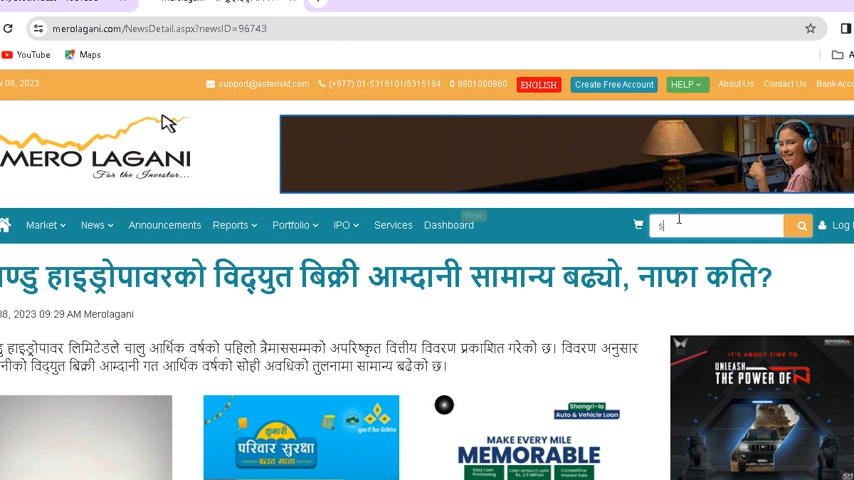 merolagani.com/NewsDetail.aspx?newsID=96743
YouTube Maps
08, 2023 support@asteriskt.com (+977) 01-5315101/5315184 9801000860 ENGLISH Create Free Account HELP About Us Contact Us
MERO LAGANI
For the Investor...
New
Market News Announcements Reports Portfolio IPO Services Dashboard s Log
हाइड्रोपावरको विद्युत बिक्री आम्दानी सामान्य बढ्यो, नाफा कति?
08, 2023 09:29 AM Merolagani
हाइड्रोपावर लिमिटेडले चालु आर्थिक वर्षको पहिलो त्रैमाससम्मको अपरिष्कृत वित्तीय विवरण प्रकाशित गरेको छ। विवरण अनुसार
विद्युत बिक्री आम्दानी गत आर्थिक वर्षको सोही अवधिको तुलनामा सामान्य बढेको छ।
IT'S ABOUT TIME TO
UNLEASH
THE POWER OF N
कुमारी
परिवार सुरक्षा
बचत खाता
Shangri-la
Auto & Vehicle Loan
MAKE EVERY MILE
MEMORABLE